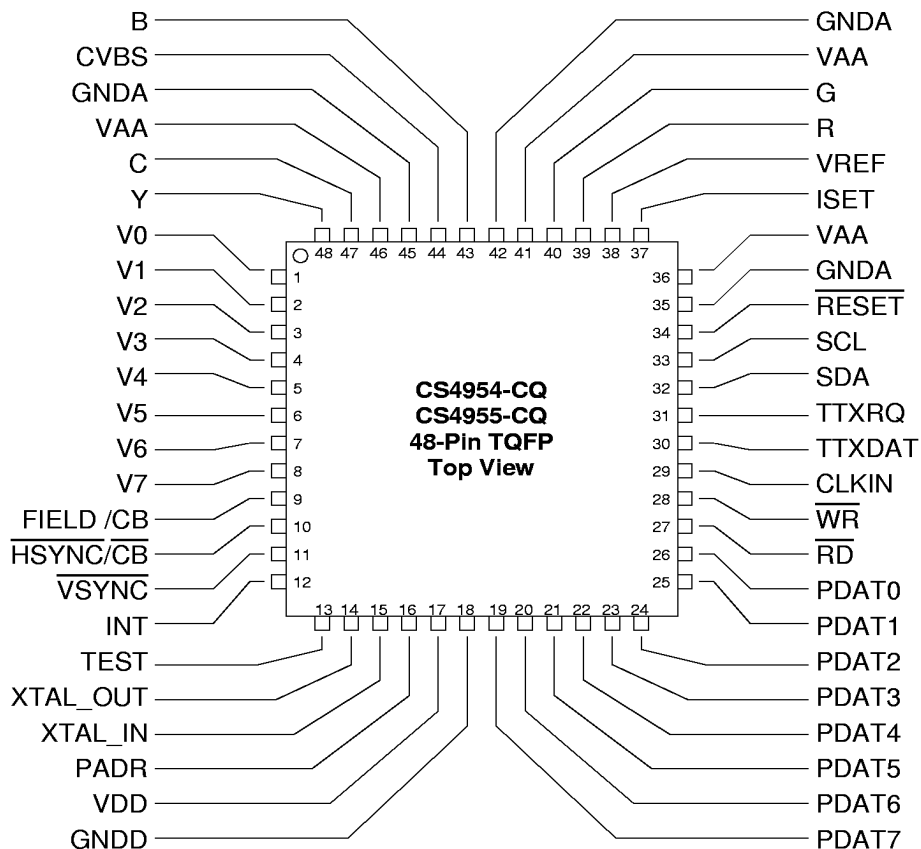 B
CVBS
GNDA
VAA
C
Y
V0
V1
V2
V3
V4
V5
V6
V7
FIELD /CB
HSYNC/CB
VSYNC
INT
TEST
XTAL_OUT
XTAL_IN
PADR
VDD
GNDD
48 47 46 45 44 43 42 41 40 39 38 37
1
2
3
4
5
6
7
8
9
10
11
12
CS4954-CQ
CS4955-CQ
48-Pin TQFP
Top View
36
35
34
33
32
31
30
29
28
27
26
25
13 14 15 16 17 18 19 20 21 22 23 24
GNDA
VAA
G
R
VREF
ISET
VAA
GNDA
RESET
SCL
SDA
TTXRQ
TTXDAT
CLKIN
WR
RD
PDAT0
PDAT1
PDAT2
PDAT3
PDAT4
PDAT5
PDAT6
PDAT7